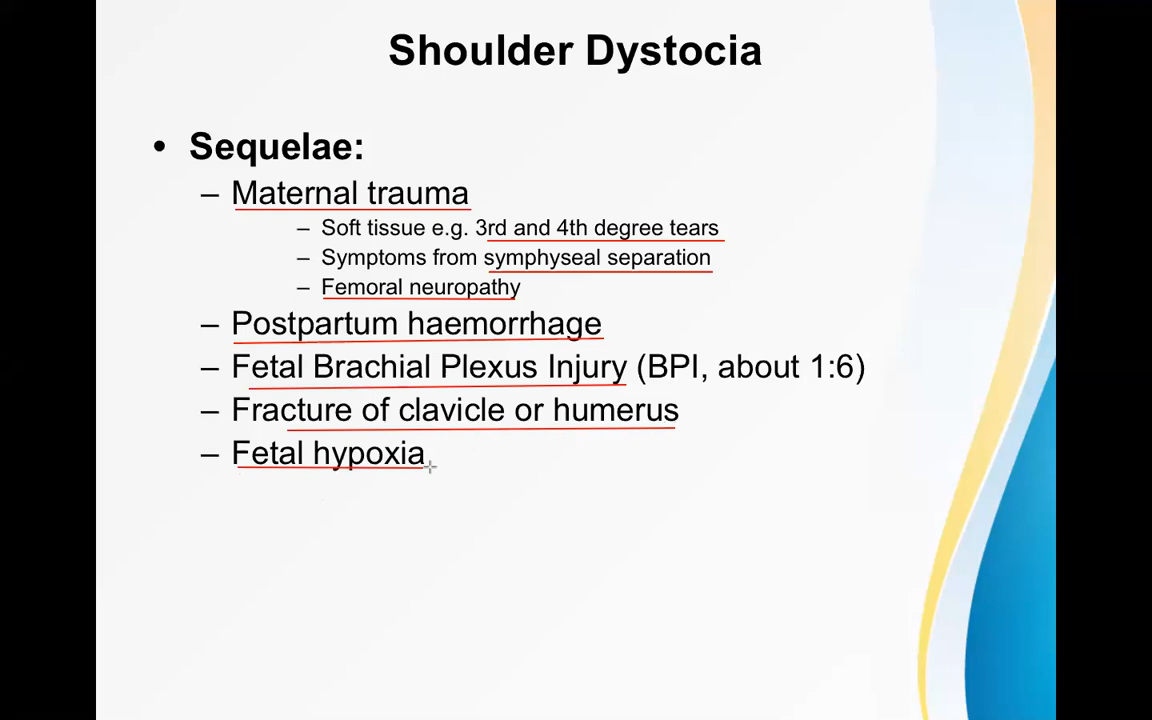 Shoulder Dystocia
• Sequelae:
– Maternal trauma
– Soft tissue e.g. 3rd and 4th degree tears
– Symptoms from symphyseal separation
– Femoral neuropathy
– Postpartum haemorrhage
– Fetal Brachial Plexus Injury (BPI, about 1:6)
– Fracture of clavicle or humerus
– Fetal hypoxia